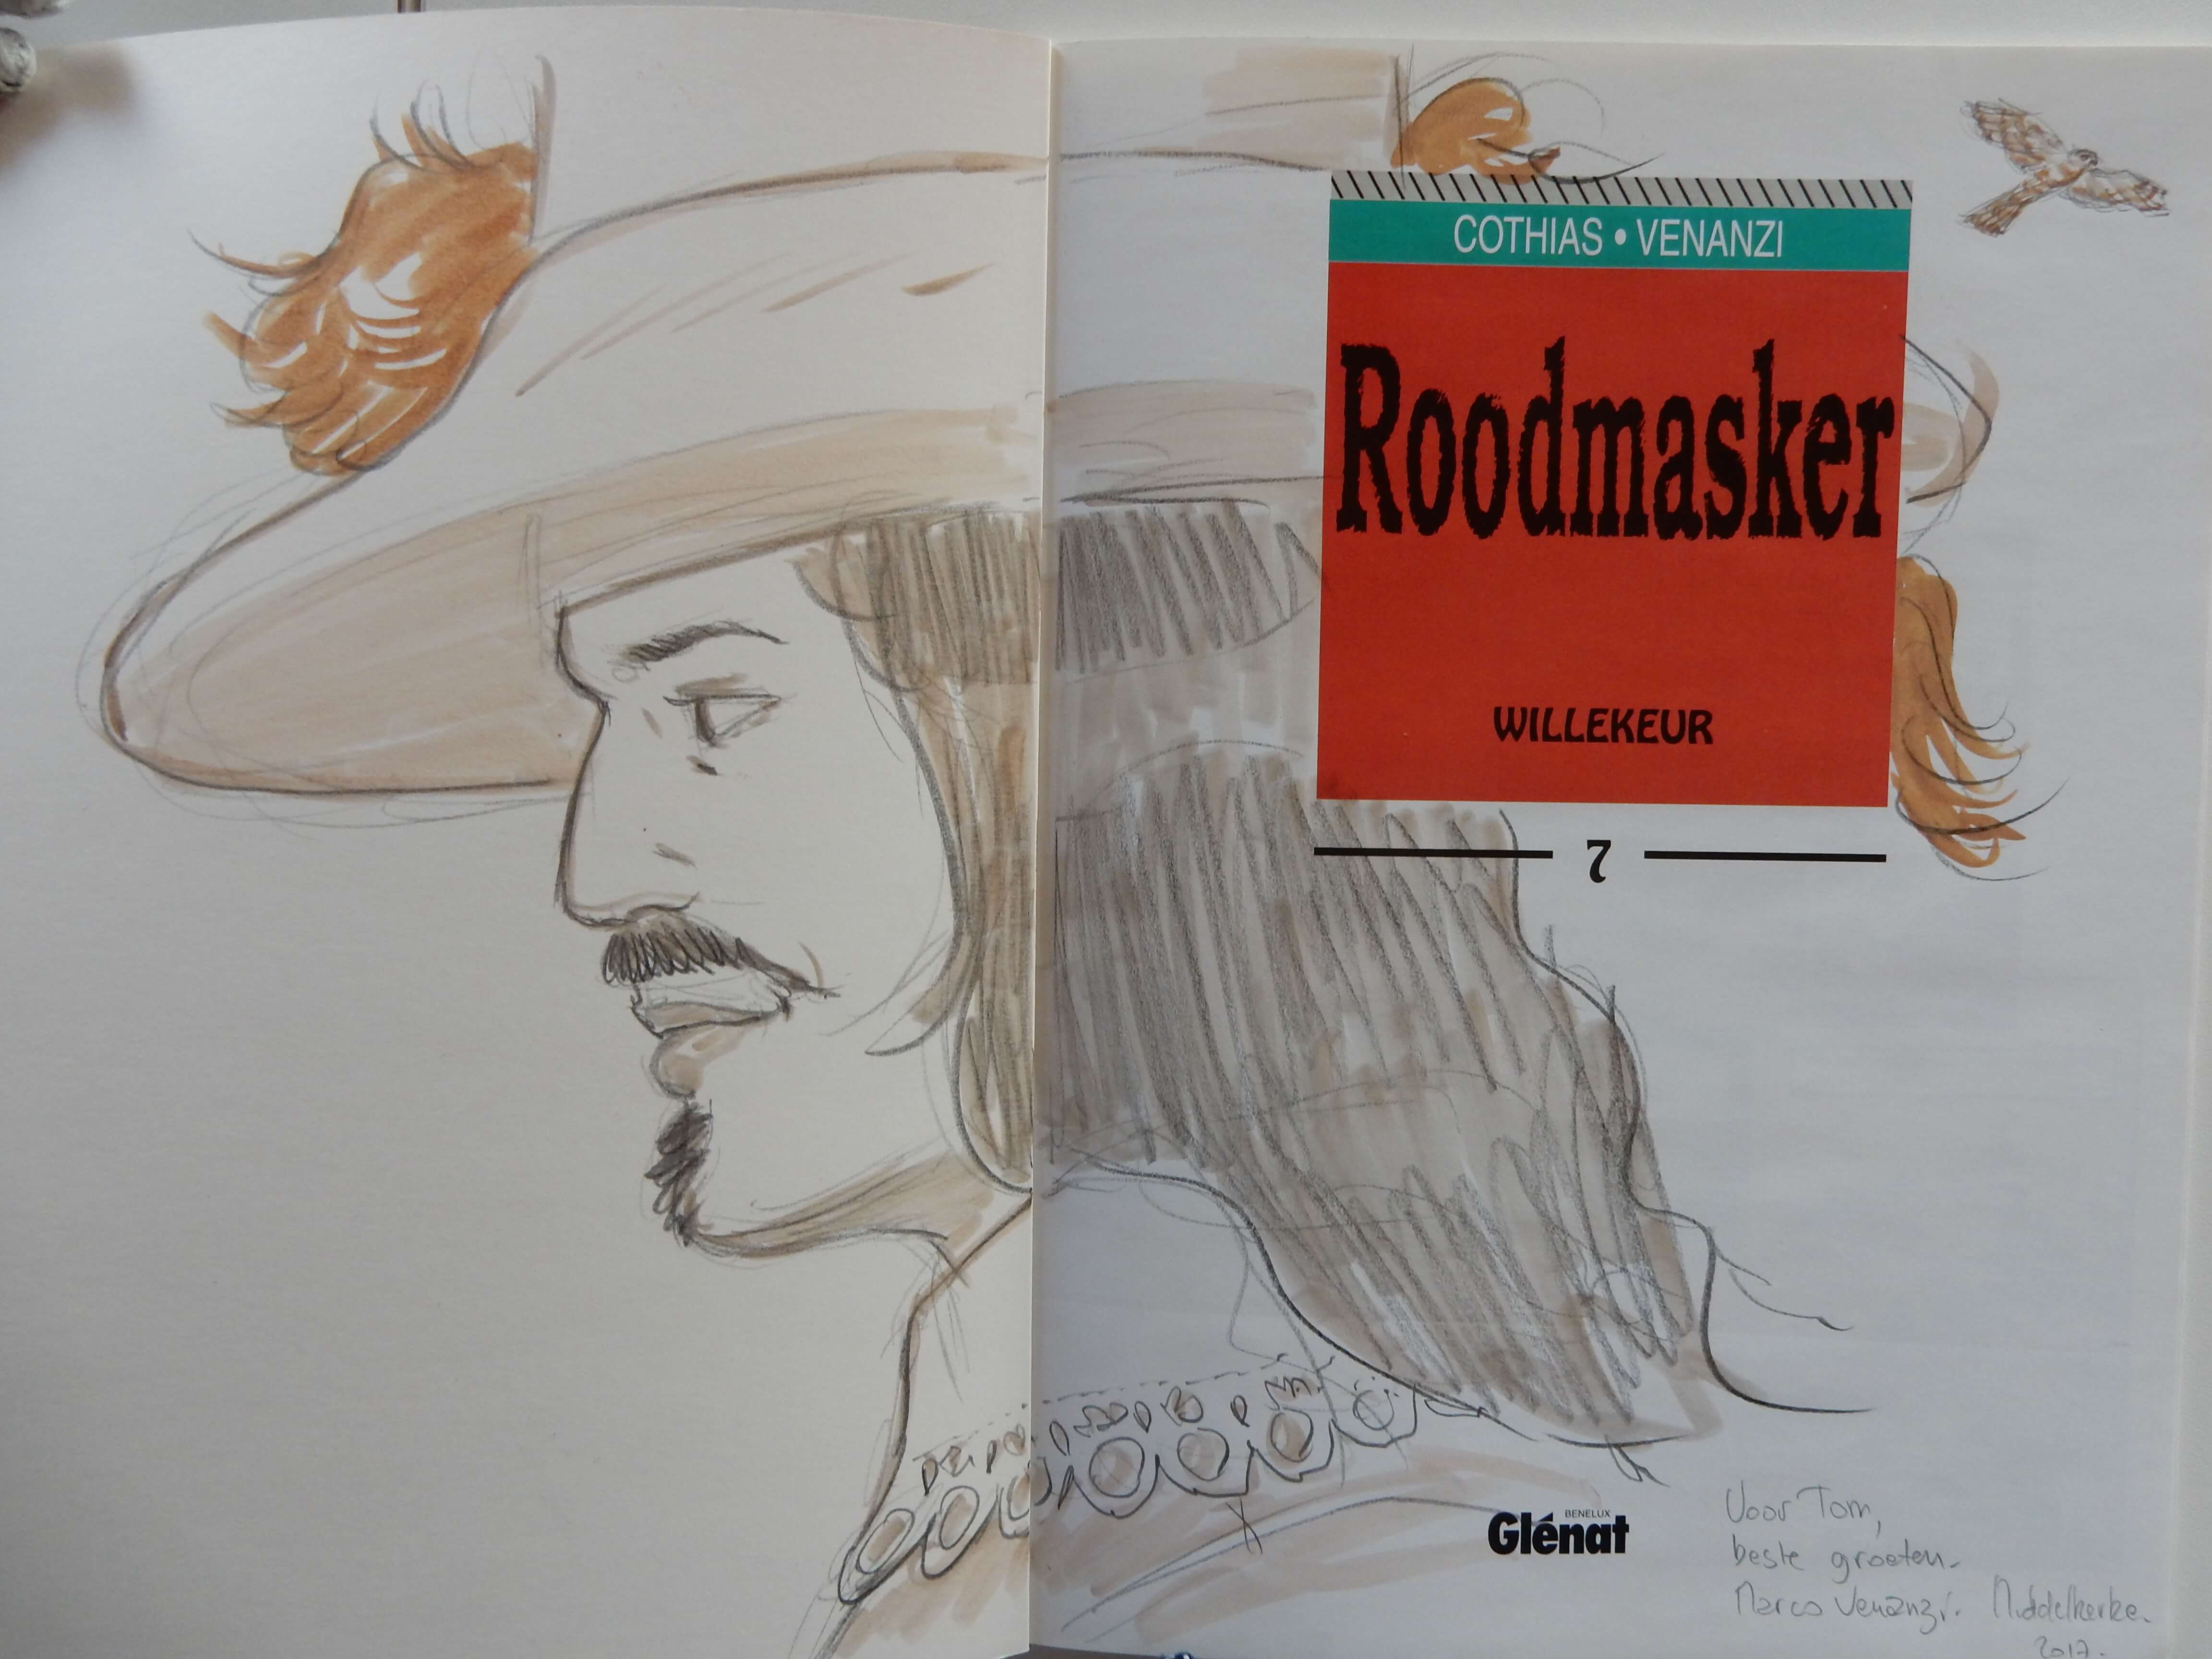 COTHIAS • VENANZI
Roodmasker
WILLEKEUR
7
BENELUX
Glénat
Voor Tom,
beste groeten.
Marco Venanzi. Middelkerke.
2017.